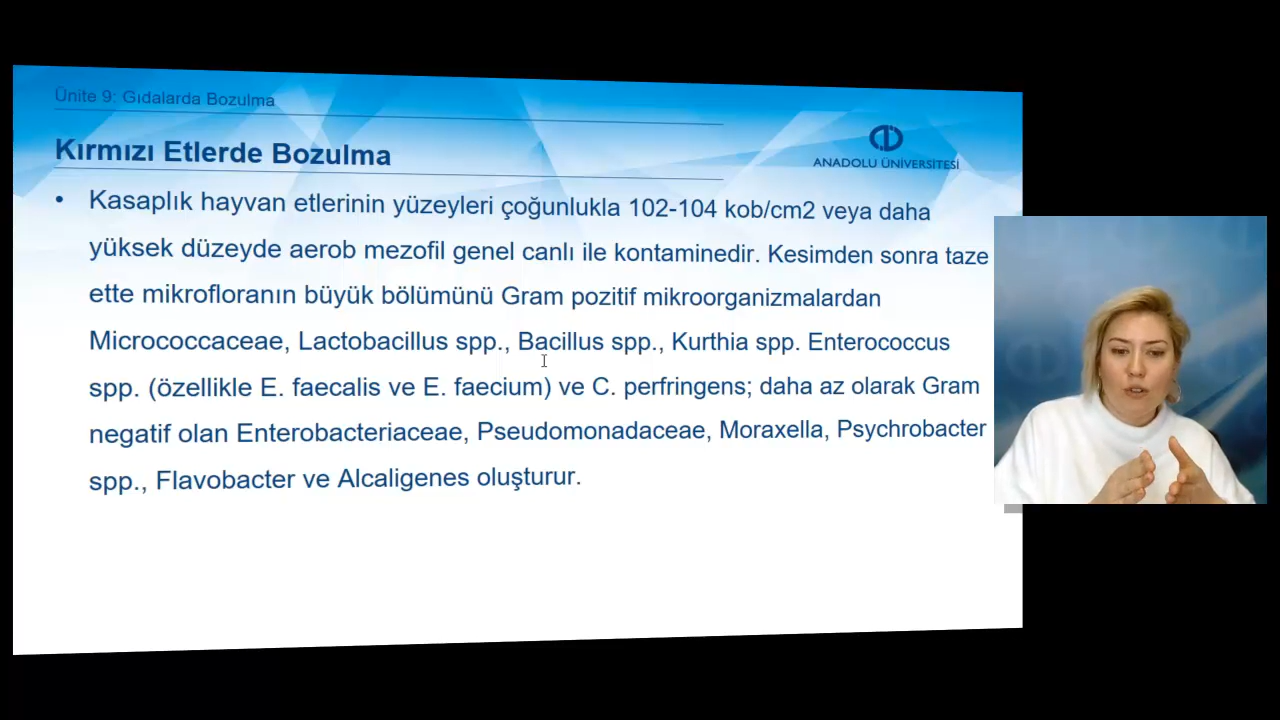 Ünite 9: Gıdalarda Bozulma
Kırmızı Etlerde Bozulma
ANADOLU ÜNİVERSİTESİ
• Kasaplık hayvan etlerinin yüzeyleri çoğunlukla 102-104 kob/cm2 veya daha
yüksek düzeyde aerob mezofil genel canlı ile kontaminedir. Kesimden sonra taze
ette mikrofloranın büyük bölümünü Gram pozitif mikroorganizmalardan
Micrococcaceae, Lactobacillus spp., Bacillus spp., Kurthia spp. Enterococcus
spp. (özellikle E. faecalis ve E. faecium) ve C. perfringens; daha az olarak Gram
negatif olan Enterobacteriaceae, Pseudomonadaceae, Moraxella, Psychrobacter
spp., Flavobacter ve Alcaligenes oluşturur.